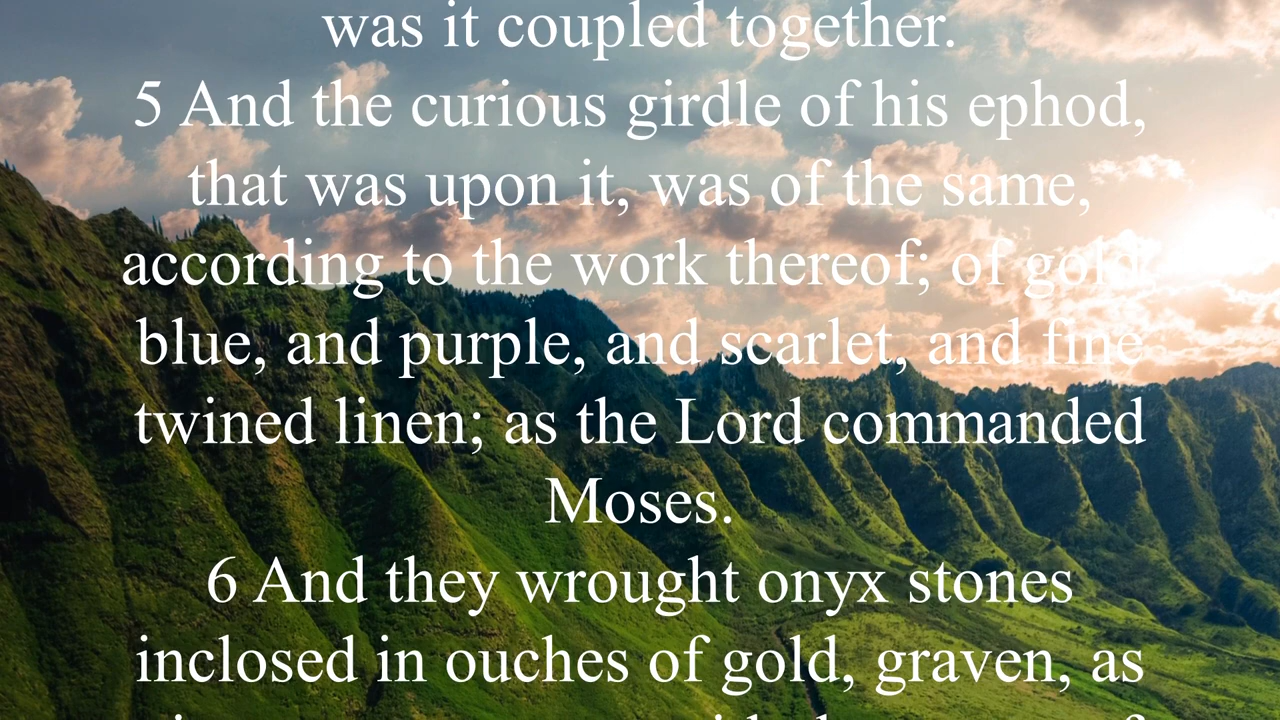 was it coupled together.
5 And the curious girdle of his ephod,
that was upon it, was of the same,
according to the work thereof; of gold,
blue, and purple, and scarlet, and fine
twined linen; as the Lord commanded
Moses.
6 And they wrought onyx stones
inclosed in ouches of gold, graven, as